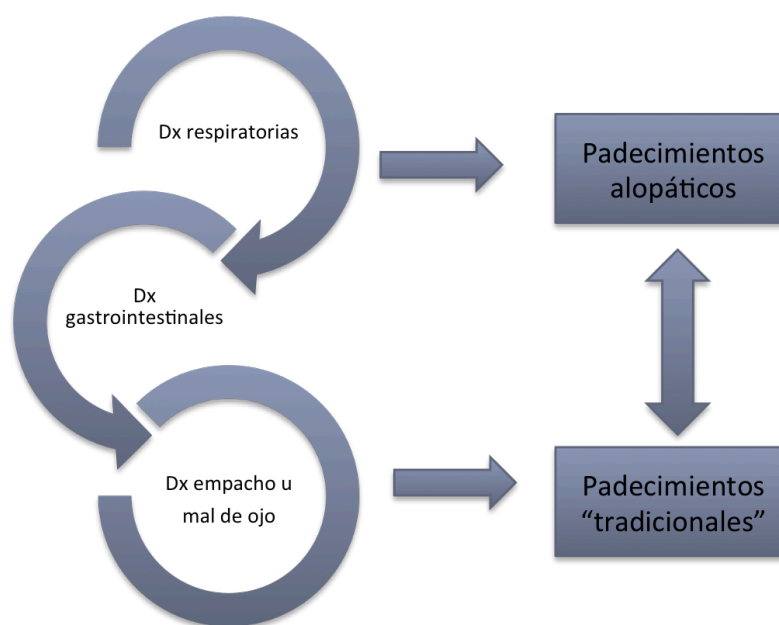 Dx respiratorias
Padecimientos
alopáticos
Dx
gastrointestinales
Dx empacho u
mal de ojo
Padecimientos
“tradicionales”